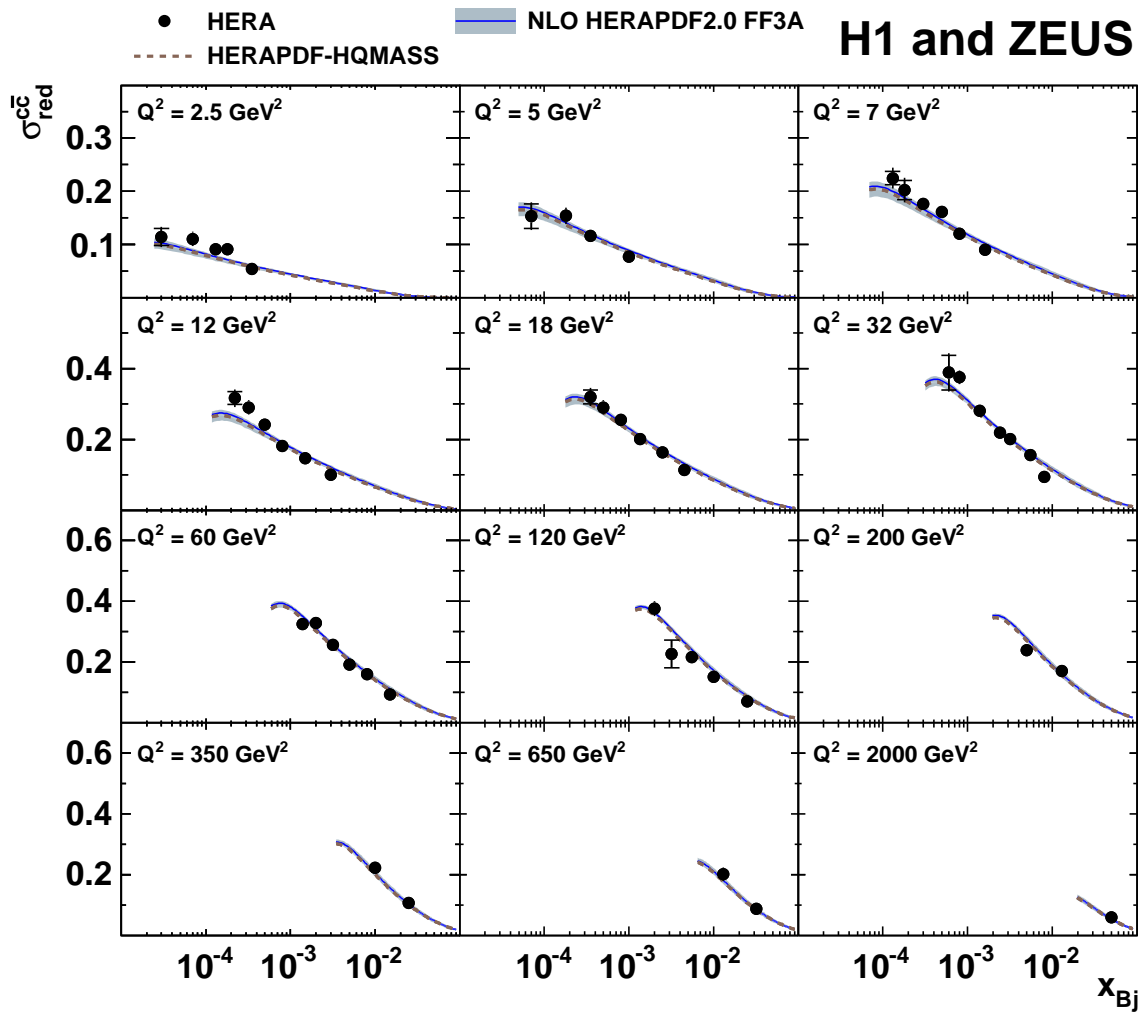 HERA
NLO HERAPDF2.0 FF3A
H1 and ZEUS
HERAPDF-HQMASS
σ_red^{cc̄}
Q² = 2.5 GeV²
Q² = 5 GeV²
Q² = 7 GeV²
0.3
0.2
0.1
Q² = 12 GeV²
Q² = 18 GeV²
Q² = 32 GeV²
0.4
0.2
Q² = 60 GeV²
Q² = 120 GeV²
Q² = 200 GeV²
0.6
0.4
0.2
Q² = 350 GeV²
Q² = 650 GeV²
Q² = 2000 GeV²
0.6
0.4
0.2
10⁻⁴ 10⁻³ 10⁻² 10⁻⁴ 10⁻³ 10⁻² 10⁻⁴ 10⁻³ 10⁻²
x_Bj